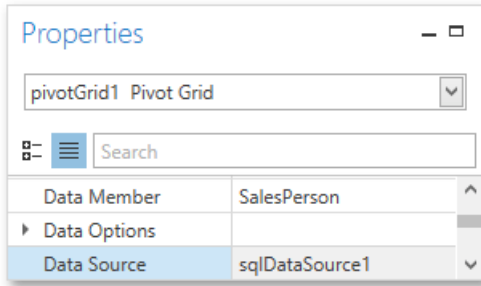 Properties
pivotGrid1 Pivot Grid
Search
Data Member SalesPerson
Data Options
Data Source sqlDataSource1